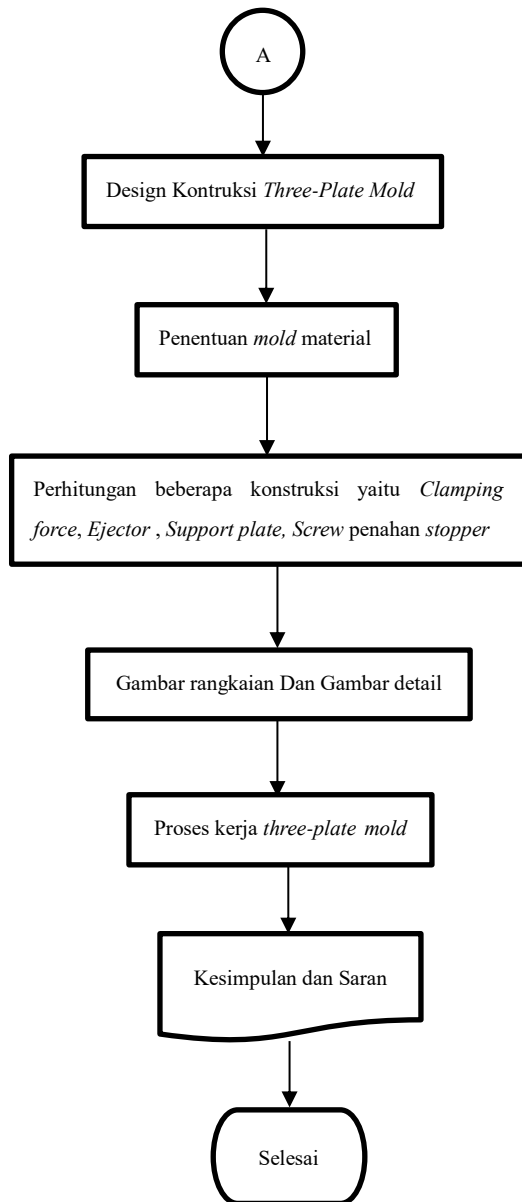 A
Design Kontruksi Three-Plate Mold
Penentuan mold material
Perhitungan beberapa konstruksi yaitu Clamping
force, Ejector , Support plate, Screw penahan stopper
Gambar rangkaian Dan Gambar detail
Proses kerja three-plate mold
Kesimpulan dan Saran
Selesai